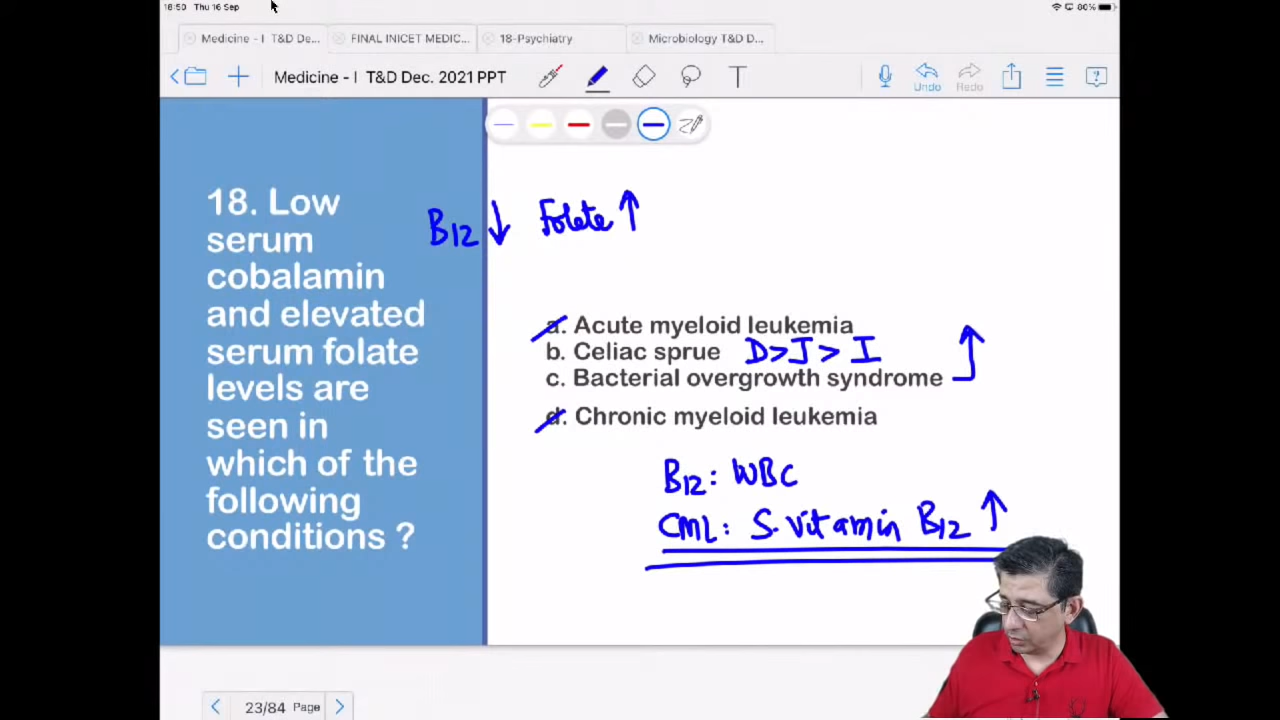 18:50 Thu 16 Sep
80%
Medicine - I T&D De...
FINAL INICET MEDIC...
18-Psychiatry
Microbiology T&D D...
Medicine - I T&D Dec. 2021 PPT
T
Undo
Redo
?
18. Low
serum
cobalamin
and elevated
serum folate
levels are
seen in
which of the
following
conditions ?
B12 ↓ Folate ↑
a. Acute myeloid leukemia
b. Celiac sprue D > J > I
c. Bacterial overgrowth syndrome
d. Chronic myeloid leukemia
B12 : WBC
CML : S. Vitamin B12 ↑
23/84 Page